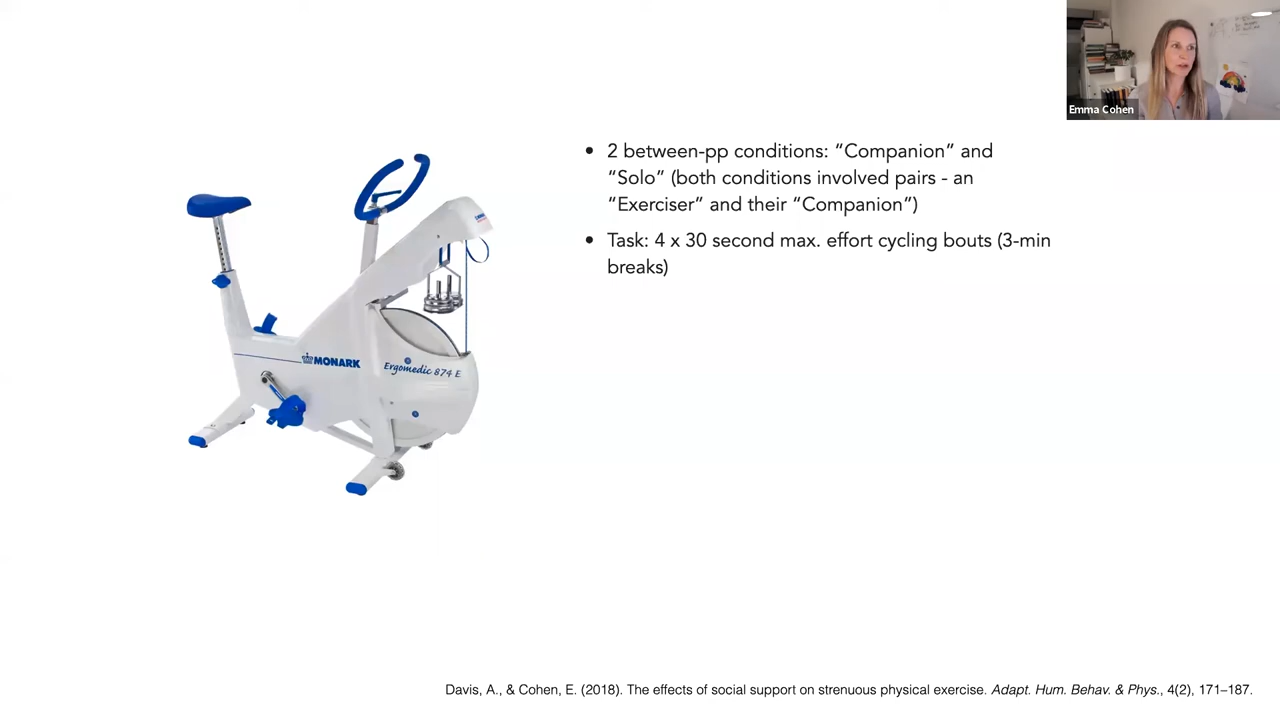 Emma Cohen
• 2 between-pp conditions: “Companion” and
“Solo” (both conditions involved pairs - an
“Exerciser” and their “Companion”)
• Task: 4 x 30 second max. effort cycling bouts (3-min
breaks)
MONARK
Ergomedic 874 E
Davis, A., & Cohen, E. (2018). The effects of social support on strenuous physical exercise. Adapt. Hum. Behav. & Phys., 4(2), 171–187.